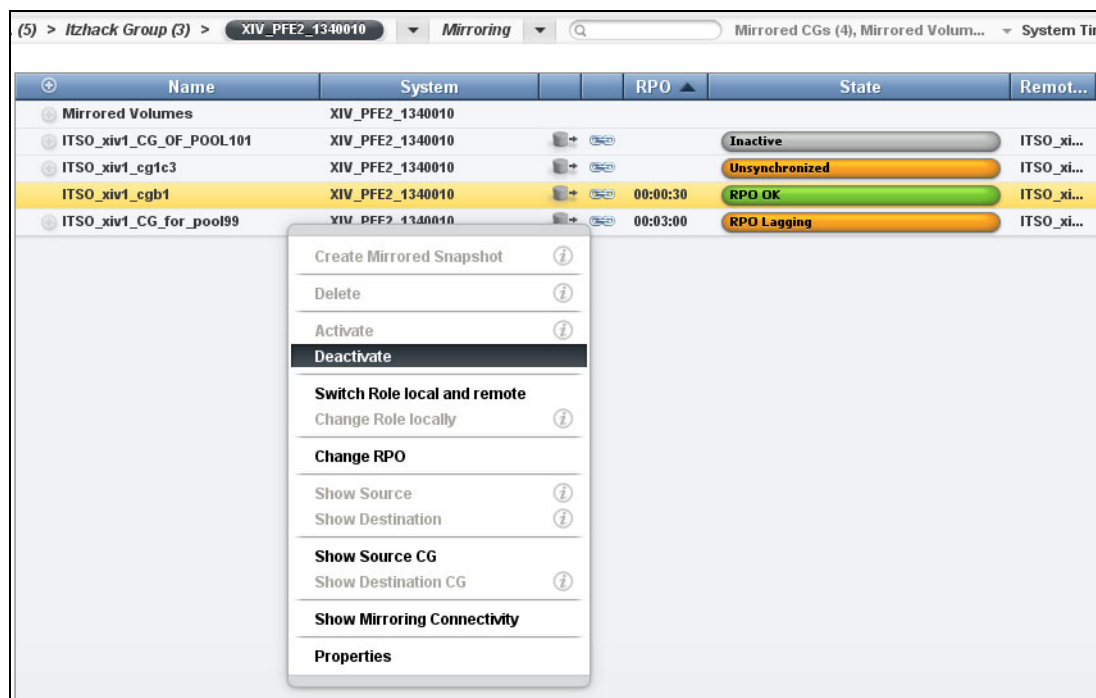 (5) > Itzhack Group (3) > XIV_PFE2_1340010 Mirroring Mirrored CGs (4), Mirrored Volum... System Tir
Name System RPO State Remot...
Mirrored Volumes XIV_PFE2_1340010
ITSO_xiv1_CG_OF_POOL101 XIV_PFE2_1340010 Inactive ITSO_xi...
ITSO_xiv1_cg1c3 XIV_PFE2_1340010 Unsynchronized ITSO_xi...
ITSO_xiv1_cgb1 XIV_PFE2_1340010 00:00:30 RPO OK ITSO_xi...
ITSO_xiv1_CG_for_pool99 XIV_PFE2_1340010 00:03:00 RPO Lagging ITSO_xi...
Create Mirrored Snapshot
Delete
Activate
Deactivate
Switch Role local and remote
Change Role locally
Change RPO
Show Source
Show Destination
Show Source CG
Show Destination CG
Show Mirroring Connectivity
Properties